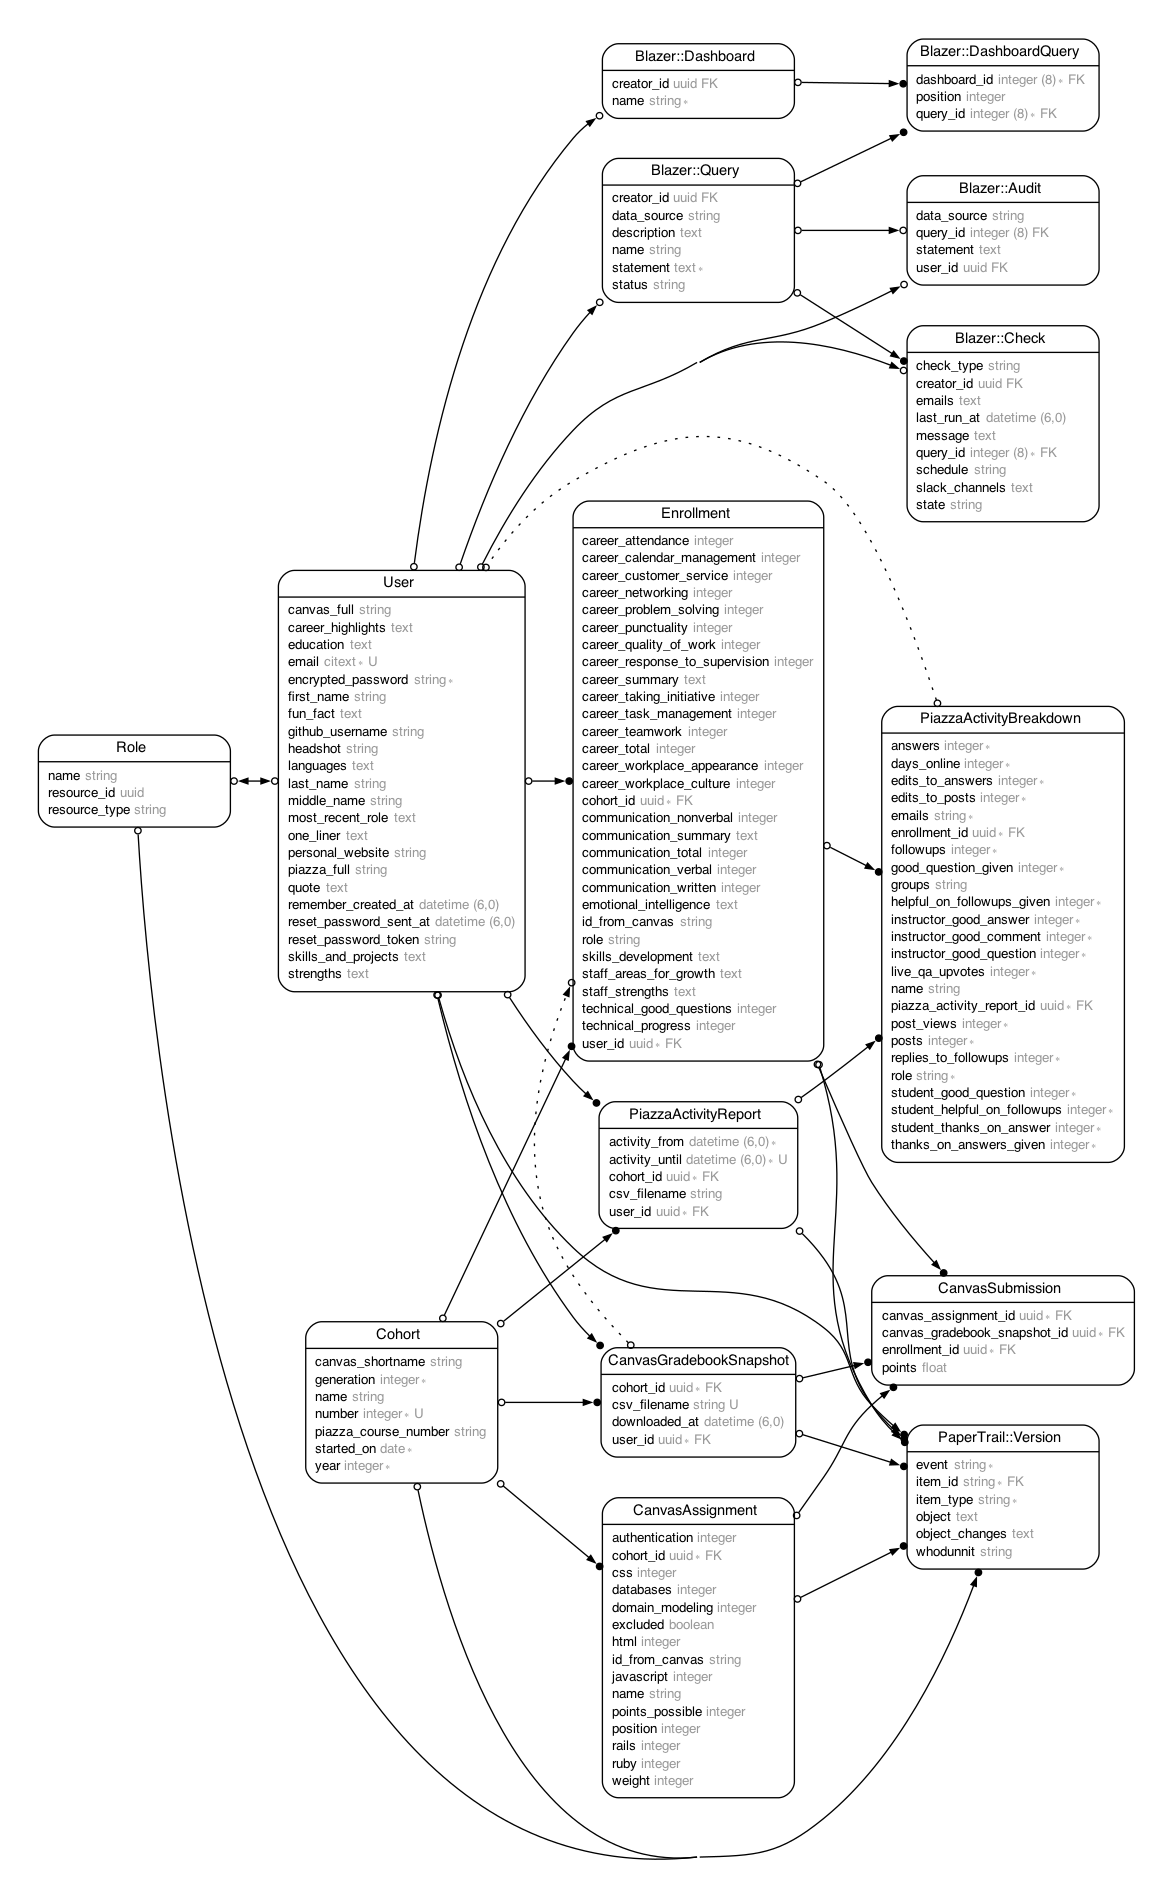 Blazer::Dashboard
creator_id uuid FK
name string∗
Blazer::DashboardQuery
dashboard_id integer (8)∗ FK
position integer
query_id integer (8)∗ FK
Blazer::Query
creator_id uuid FK
data_source string
description text
name string
statement text∗
status string
Blazer::Audit
data_source string
query_id integer (8) FK
statement text
user_id uuid FK
Blazer::Check
check_type string
creator_id uuid FK
emails text
last_run_at datetime (6,0)
message text
query_id integer (8)∗ FK
schedule string
slack_channels text
state string
Enrollment
career_attendance integer
career_calendar_management integer
career_customer_service integer
career_networking integer
career_problem_solving integer
career_punctuality integer
career_quality_of_work integer
career_response_to_supervision integer
career_summary text
career_taking_initiative integer
career_task_management integer
career_teamwork integer
career_total integer
career_workplace_appearance integer
career_workplace_culture integer
cohort_id uuid∗ FK
communication_nonverbal integer
communication_summary text
communication_total integer
communication_verbal integer
communication_written integer
emotional_intelligence text
id_from_canvas string
role string
skills_development text
staff_areas_for_growth text
staff_strengths text
technical_good_questions integer
technical_progress integer
user_id uuid∗ FK
User
canvas_full string
career_highlights text
education text
email citext∗ U
encrypted_password string∗
first_name string
fun_fact text
github_username string
headshot string
languages text
last_name string
middle_name string
most_recent_role text
one_liner text
personal_website string
piazza_full string
quote text
remember_created_at datetime (6,0)
reset_password_sent_at datetime (6,0)
reset_password_token string
skills_and_projects text
strengths text
Role
name string
resource_id uuid
resource_type string
PiazzaActivityBreakdown
answers integer∗
days_online integer∗
edits_to_answers integer∗
edits_to_posts integer∗
emails string∗
enrollment_id uuid∗ FK
followups integer∗
good_question_given integer∗
groups string
helpful_on_followups_given integer∗
instructor_good_answer integer∗
instructor_good_comment integer∗
instructor_good_question integer∗
live_qa_upvotes integer∗
name string
piazza_activity_report_id uuid∗ FK
post_views integer∗
posts integer∗
replies_to_followups integer∗
role string∗
student_good_question integer∗
student_helpful_on_followups integer∗
student_thanks_on_answer integer∗
thanks_on_answers_given integer∗
PiazzaActivityReport
activity_from datetime (6,0)∗
activity_until datetime (6,0)∗ U
cohort_id uuid∗ FK
csv_filename string
user_id uuid∗ FK
CanvasSubmission
canvas_assignment_id uuid∗ FK
canvas_gradebook_snapshot_id uuid∗ FK
enrollment_id uuid∗ FK
points float
Cohort
canvas_shortname string
generation integer∗
name string
number integer∗ U
piazza_course_number string
started_on date∗
year integer∗
CanvasGradebookSnapshot
cohort_id uuid∗ FK
csv_filename string U
downloaded_at datetime (6,0)
user_id uuid∗ FK
PaperTrail::Version
event string∗
item_id string∗ FK
item_type string∗
object text
object_changes text
whodunnit string
CanvasAssignment
authentication integer
cohort_id uuid∗ FK
css integer
databases integer
domain_modeling integer
excluded boolean
html integer
id_from_canvas string
javascript integer
name string
points_possible integer
position integer
rails integer
ruby integer
weight integer